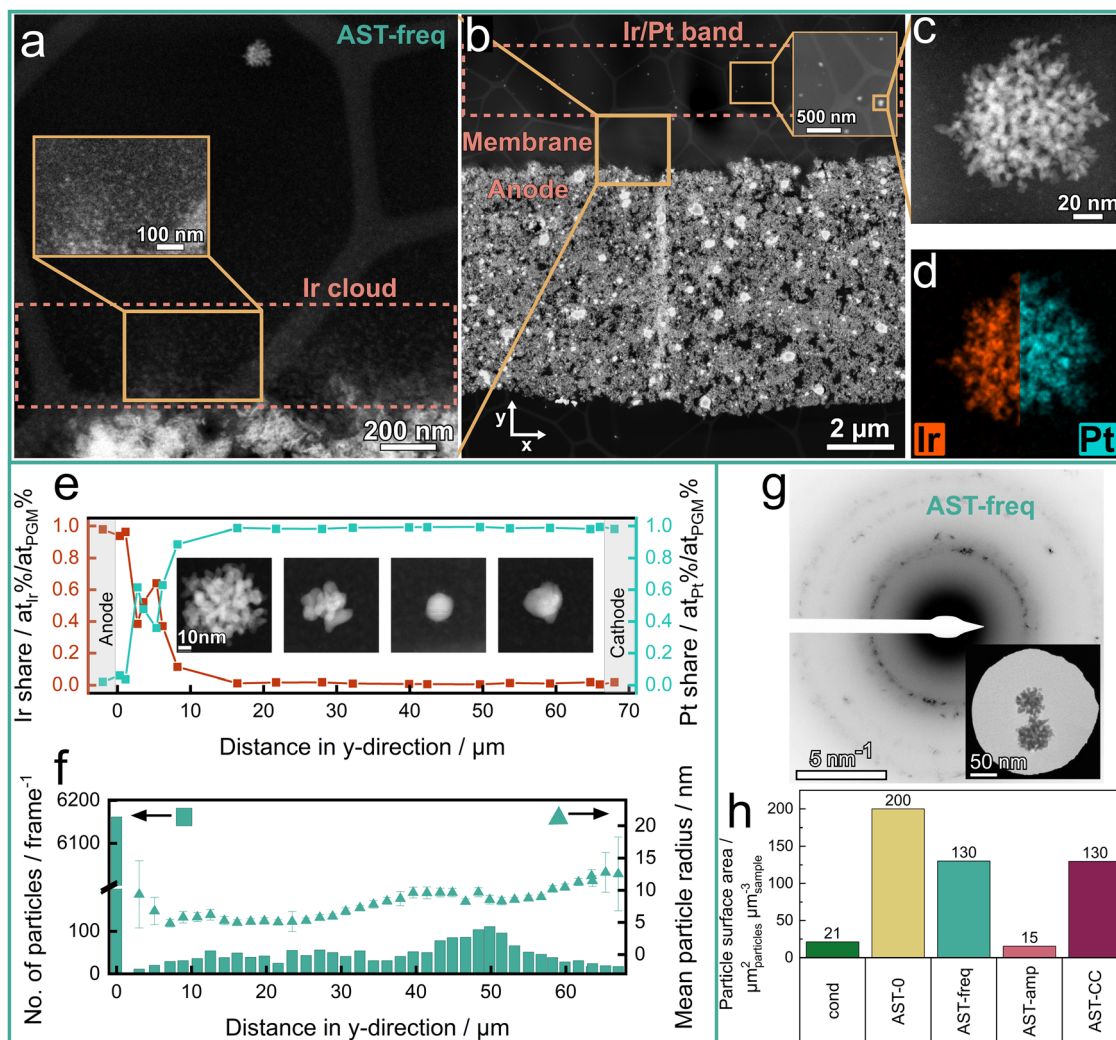 a
AST-freq
Ir cloud
100 nm
200 nm
b
Ir/Pt band
500 nm
Membrane
Anode
y
x
2 µm
c
20 nm
d
Ir
Pt
e
Ir share / at_Ir%/at_PGM%
1.0
0.8
0.6
0.4
0.2
0.0
Anode
10nm
Cathode
1.0
0.8
0.6
0.4
0.2
0.0
Pt share / at_Pt%/at_PGM%
0 10 20 30 40 50 60 70
Distance in y-direction / µm
f
No. of particles / frame⁻¹
6200
6100
100
0
20
15
10
5
0
Mean particle radius / nm
0 10 20 30 40 50 60
Distance in y-direction / µm
g
AST-freq
5 nm⁻¹
50 nm
h
Particle surface area /
µm²particles µm⁻³sample
200
150
100
50
0
21
200
130
15
130
cond
AST-0
AST-freq
AST-amp
AST-CC